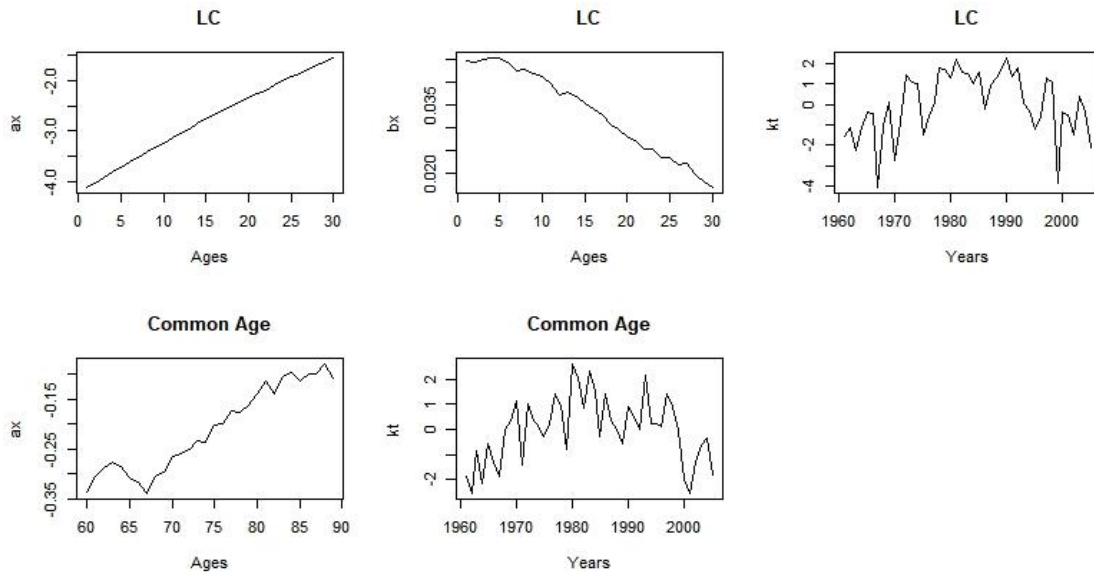 LC
ax
-2.0
-3.0
-4.0
0 5 10 15 20 25 30
Ages
LC
bx
0.035
0.020
0 5 10 15 20 25 30
Ages
LC
kt
2
0
-2
-4
1960 1970 1980 1990 2000
Years
Common Age
ax
-0.15
-0.25
-0.35
60 65 70 75 80 85 90
Ages
Common Age
kt
2
0
-2
1960 1970 1980 1990 2000
Years